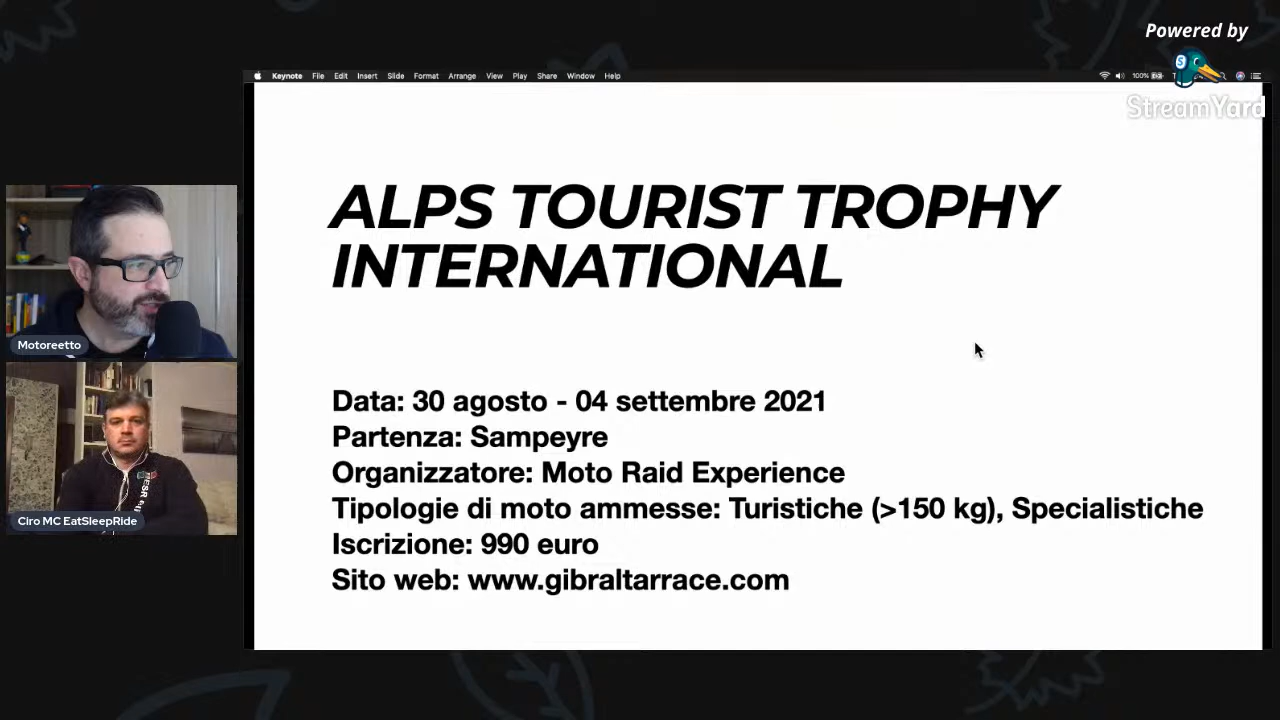 Powered by
StreamYard
Keynote File Edit Insert Slide Format Arrange View Play Share Window Help
100%
ALPS TOURIST TROPHY
INTERNATIONAL
Data: 30 agosto - 04 settembre 2021
Partenza: Sampeyre
Organizzatore: Moto Raid Experience
Tipologie di moto ammesse: Turistiche (>150 kg), Specialistiche
Iscrizione: 990 euro
Sito web: www.gibraltarrace.com
Motoreetto
Ciro MC EatSleepRide